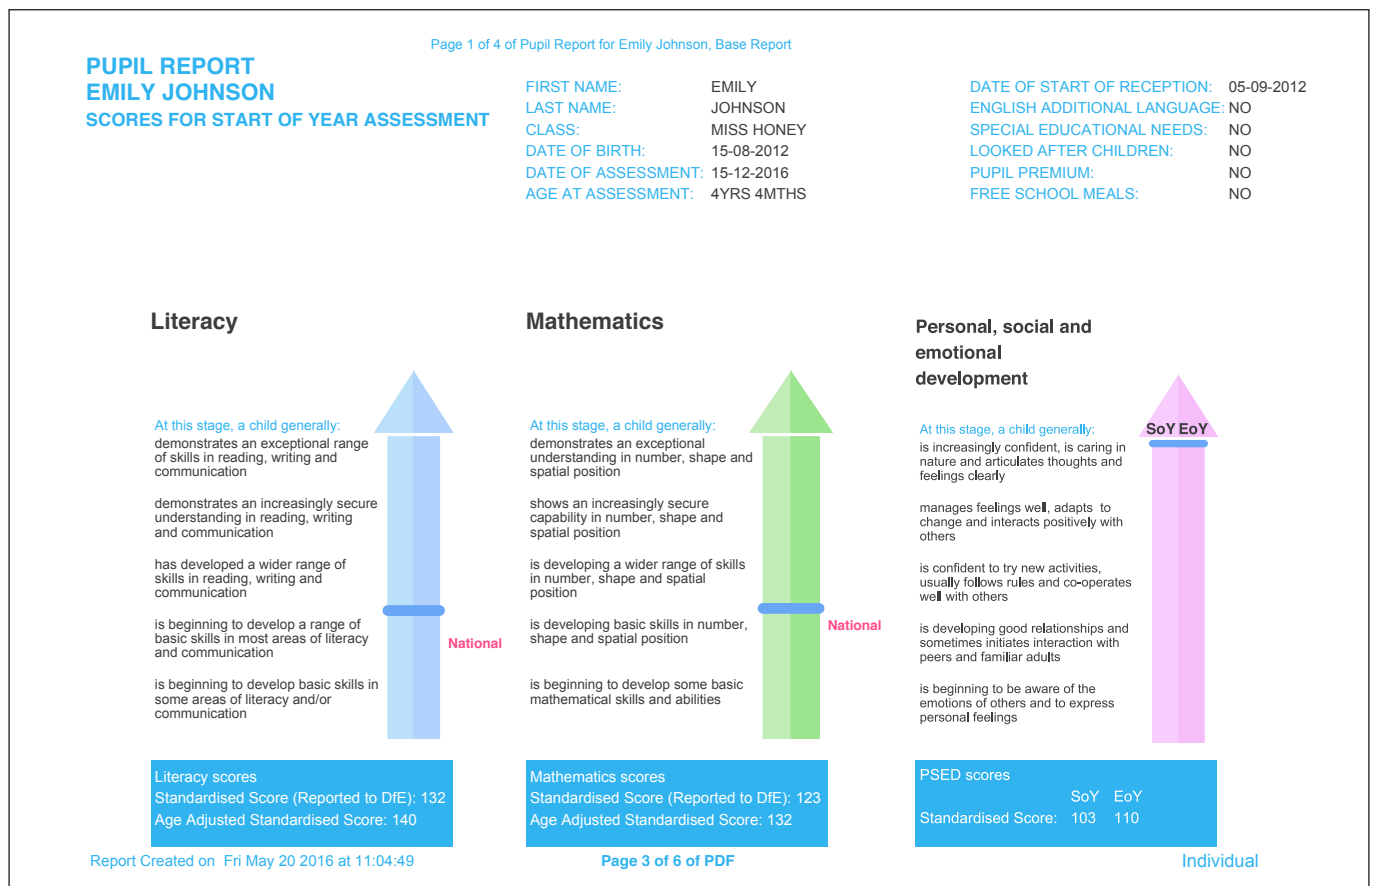 Page 1 of 4 of Pupil Report for Emily Johnson, Base Report
PUPIL REPORT
EMILY JOHNSON
SCORES FOR START OF YEAR ASSESSMENT
FIRST NAME: EMILY
LAST NAME: JOHNSON
CLASS: MISS HONEY
DATE OF BIRTH: 15-08-2012
DATE OF ASSESSMENT: 15-12-2016
AGE AT ASSESSMENT: 4YRS 4MTHS
DATE OF START OF RECEPTION: 05-09-2012
ENGLISH ADDITIONAL LANGUAGE: NO
SPECIAL EDUCATIONAL NEEDS: NO
LOOKED AFTER CHILDREN: NO
PUPIL PREMIUM: NO
FREE SCHOOL MEALS: NO
Literacy
At this stage, a child generally:
demonstrates an exceptional range
of skills in reading, writing and
communication
demonstrates an increasingly secure
understanding in reading, writing
and communication
has developed a wider range of
skills in reading, writing and
communication
is beginning to develop a range of
basic skills in most areas of literacy
and communication
National
is beginning to develop basic skills in
some areas of literacy and/or
communication
Literacy scores
Standardised Score (Reported to DfE): 132
Age Adjusted Standardised Score: 140
Mathematics
At this stage, a child generally:
demonstrates an exceptional
understanding in number, shape and
spatial position
shows an increasingly secure
capability in number, shape and
spatial position
is developing a wider range of skills
in number, shape and spatial
position
is developing basic skills in number,
shape and spatial position
National
is beginning to develop some basic
mathematical skills and abilities
Mathematics scores
Standardised Score (Reported to DfE): 123
Age Adjusted Standardised Score: 132
Personal, social and
emotional
development
At this stage, a child generally:
SoY EoY
is increasingly confident, is caring in
nature and articulates thoughts and
feelings clearly
manages feelings well, adapts to
change and interacts positively with
others
is confident to try new activities,
usually follows rules and co-operates
well with others
is developing good relationships and
sometimes initiates interaction with
peers and familiar adults
is beginning to be aware of the
emotions of others and to express
personal feelings
PSED scores
SoY EoY
Standardised Score: 103 110
Report Created on Fri May 20 2016 at 11:04:49
Page 3 of 6 of PDF
Individual